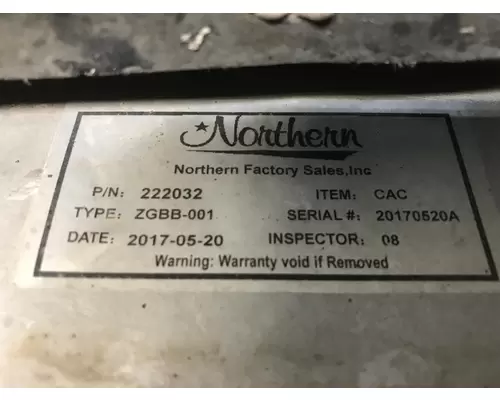 Northern
Northern Factory Sales,Inc
P/N: 222032 ITEM: CAC
TYPE: ZGBB-001 SERIAL #: 20170520A
DATE: 2017-05-20 INSPECTOR: 08
Warning: Warranty void if Removed